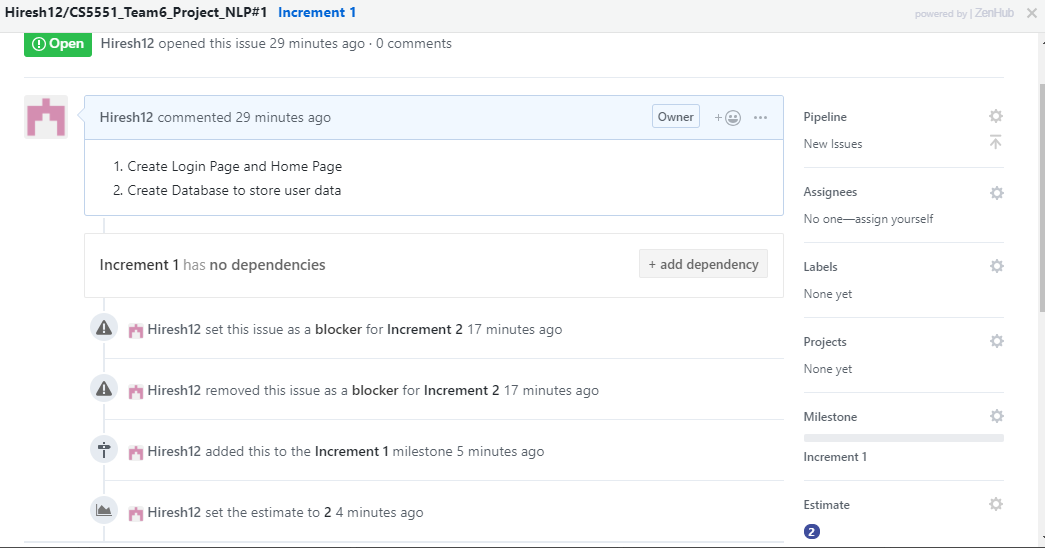 Hiresh12/CS5551_Team6_Project_NLP#1 Increment 1
powered by | ZenHub
Open Hiresh12 opened this issue 29 minutes ago · 0 comments
Hiresh12 commented 29 minutes ago
Owner
1. Create Login Page and Home Page
2. Create Database to store user data
Increment 1 has no dependencies
+ add dependency
Hiresh12 set this issue as a blocker for Increment 2 17 minutes ago
Hiresh12 removed this issue as a blocker for Increment 2 17 minutes ago
Hiresh12 added this to the Increment 1 milestone 5 minutes ago
Hiresh12 set the estimate to 2 4 minutes ago
Pipeline
New Issues
Assignees
No one—assign yourself
Labels
None yet
Projects
None yet
Milestone
Increment 1
Estimate
2